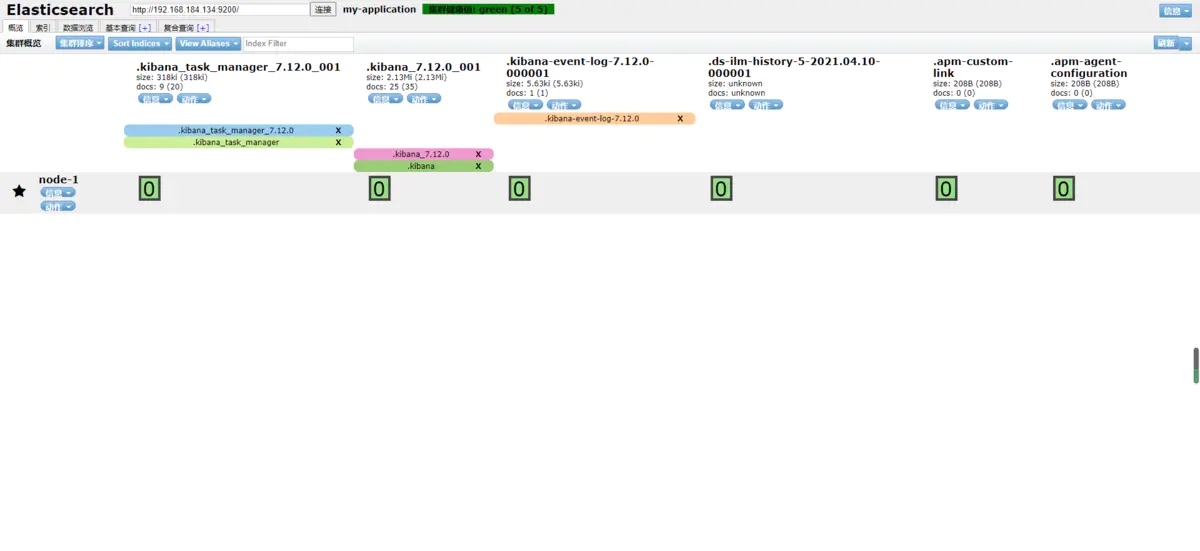 Elasticsearch http://192.168.184.134:9200/ 连接 my-application 集群健康值: green (5 of 5) 信息
概览 索引 数据浏览 基本查询 [+] 复合查询 [+]
集群概览 集群排序 Sort Indices View Aliases Index Filter 刷新
.kibana_task_manager_7.12.0_001
size: 318ki (318ki)
docs: 9 (20)
信息 动作
.kibana_7.12.0_001
size: 2.13Mi (2.13Mi)
docs: 25 (35)
信息 动作
.kibana-event-log-7.12.0-
000001
size: 5.63ki (5.63ki)
docs: 1 (1)
信息 动作
.ds-ilm-history-5-2021.04.10-
000001
size: unknown
docs: unknown
信息 动作
.apm-custom-
link
size: 208B (208B)
docs: 0 (0)
信息 动作
.apm-agent-
configuration
size: 208B (208B)
docs: 0 (0)
信息 动作
.kibana-event-log-7.12.0 X
.kibana_task_manager_7.12.0 X
.kibana_task_manager X
.kibana_7.12.0 X
.kibana X
node-1
信息
动作
0 0 0 0 0 0